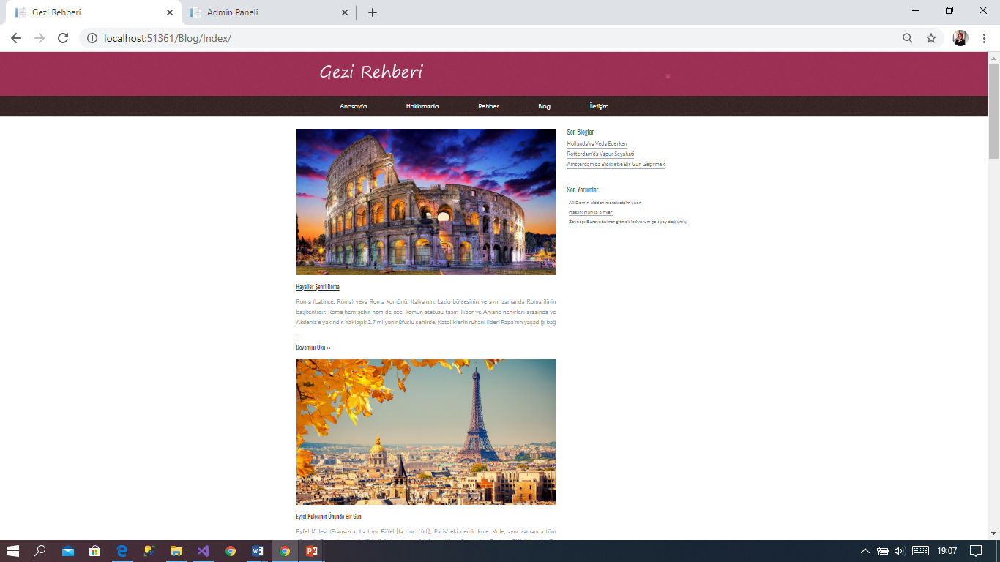 Gezi Rehberi
Admin Paneli
localhost:51361/Blog/Index/
Gezi Rehberi
Anasayfa Hakkımızda Rehber Blog İletişim
Hayaller Şehri Roma
Roma (Latince: Rōma) veya Roma komünü, İtalya'nın, Lazio bölgesinin ve aynı zamanda Roma ilinin
başkentidir. Roma hem şehir hem de özel komün statüsü taşır. Tiber ve Aniane nehirleri arasında ve
Akdeniz'e yakındır. Yaklaşık 2.7 milyon nüfuslu şehirde, Katoliklerin ruhani lideri Papa'nın yaşadığı bağ
...
Devamını Oku >>
Eyfel Kulesinin Önünde Bir Gün
Eyfel Kulesi (Fransızca: La tour Eiffel [la tuʀ ɛˈfɛl]), Paris'teki demir kule. Kule, aynı zamanda tüm
Son Bloglar
Hollanda'ya Veda Ederken
Rotterdam'da Vapur Seyahati
Amsterdam'da Bisikletle Bir Gün Geçirmek
Son Yorumlar
Ali Demir: cidden merak ettim şuan
Hasan: Harika bir yer
Zeynep: Buraya tekrar gitmek istiyorum çok şey değişmiş
19:07